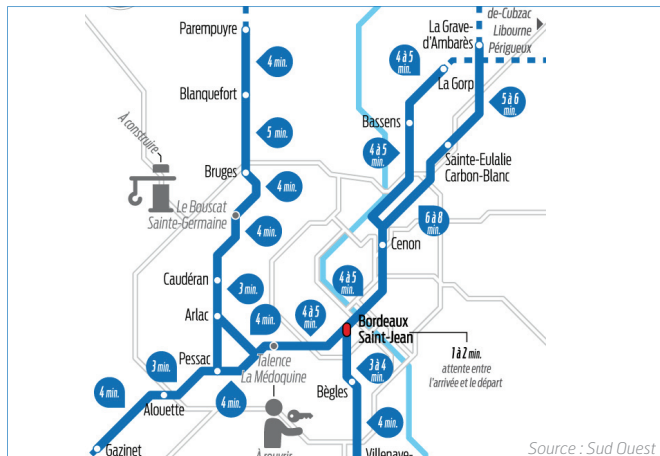 de-Cubzac
Libourne
Périgueux
La Grave-
d'Ambarès
Parempuyre
4 min.
4 à 5
min.
La Gorp
Blanquefort
5 à 6
min.
5 min.
Bassens
À construire
4 à 5
min.
Sainte-Eulalie
Carbon-Blanc
Bruges
4 min.
Le Bouscat
Sainte-Germaine
6 à 8
min.
4 min.
Cenon
Caudéran
3 min.
4 à 5
min.
Arlac
4 min.
4 à 5
min.
Bordeaux
Saint-Jean
1 à 2 min.
attente entre
l'arrivée et le départ
Pessac
3 min.
Talence
La Médoquine
3 à 4
min.
4 min.
Alouette
4 min.
Bègles
4 min.
Gazinet
À rouvrir
Villenave-
Source : Sud Ouest